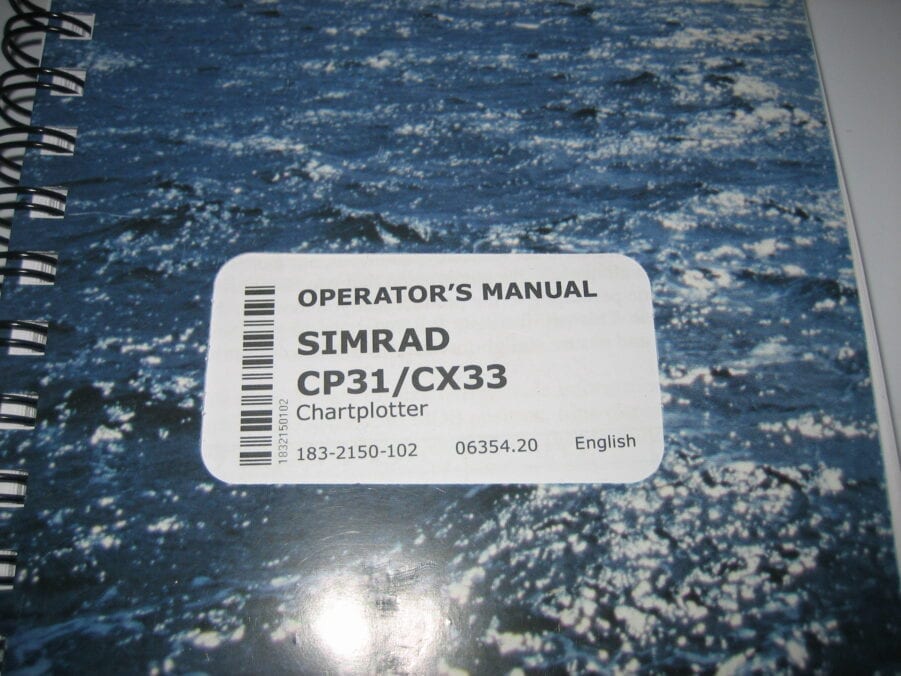 OPERATOR'S MANUAL
SIMRAD
CP31/CX33
Chartplotter
183-2150-102 06354.20 English
1832150102